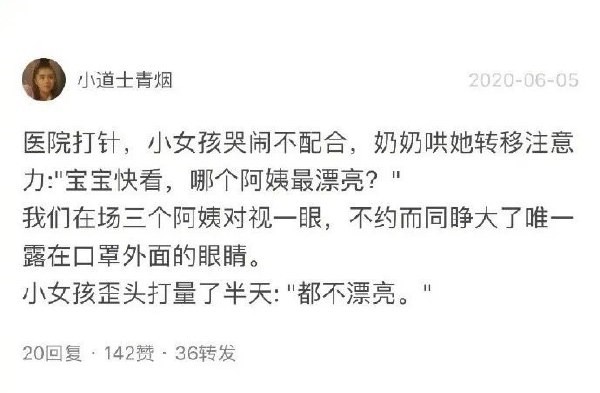 小道士青烟
2020-06-05
医院打针，小女孩哭闹不配合，奶奶哄她转移注意
力:"宝宝快看，哪个阿姨最漂亮？"
我们在场三个阿姨对视一眼，不约而同睁大了唯一
露在口罩外面的眼睛。
小女孩歪头打量了半天: "都不漂亮。"
20回复 · 142赞 · 36转发